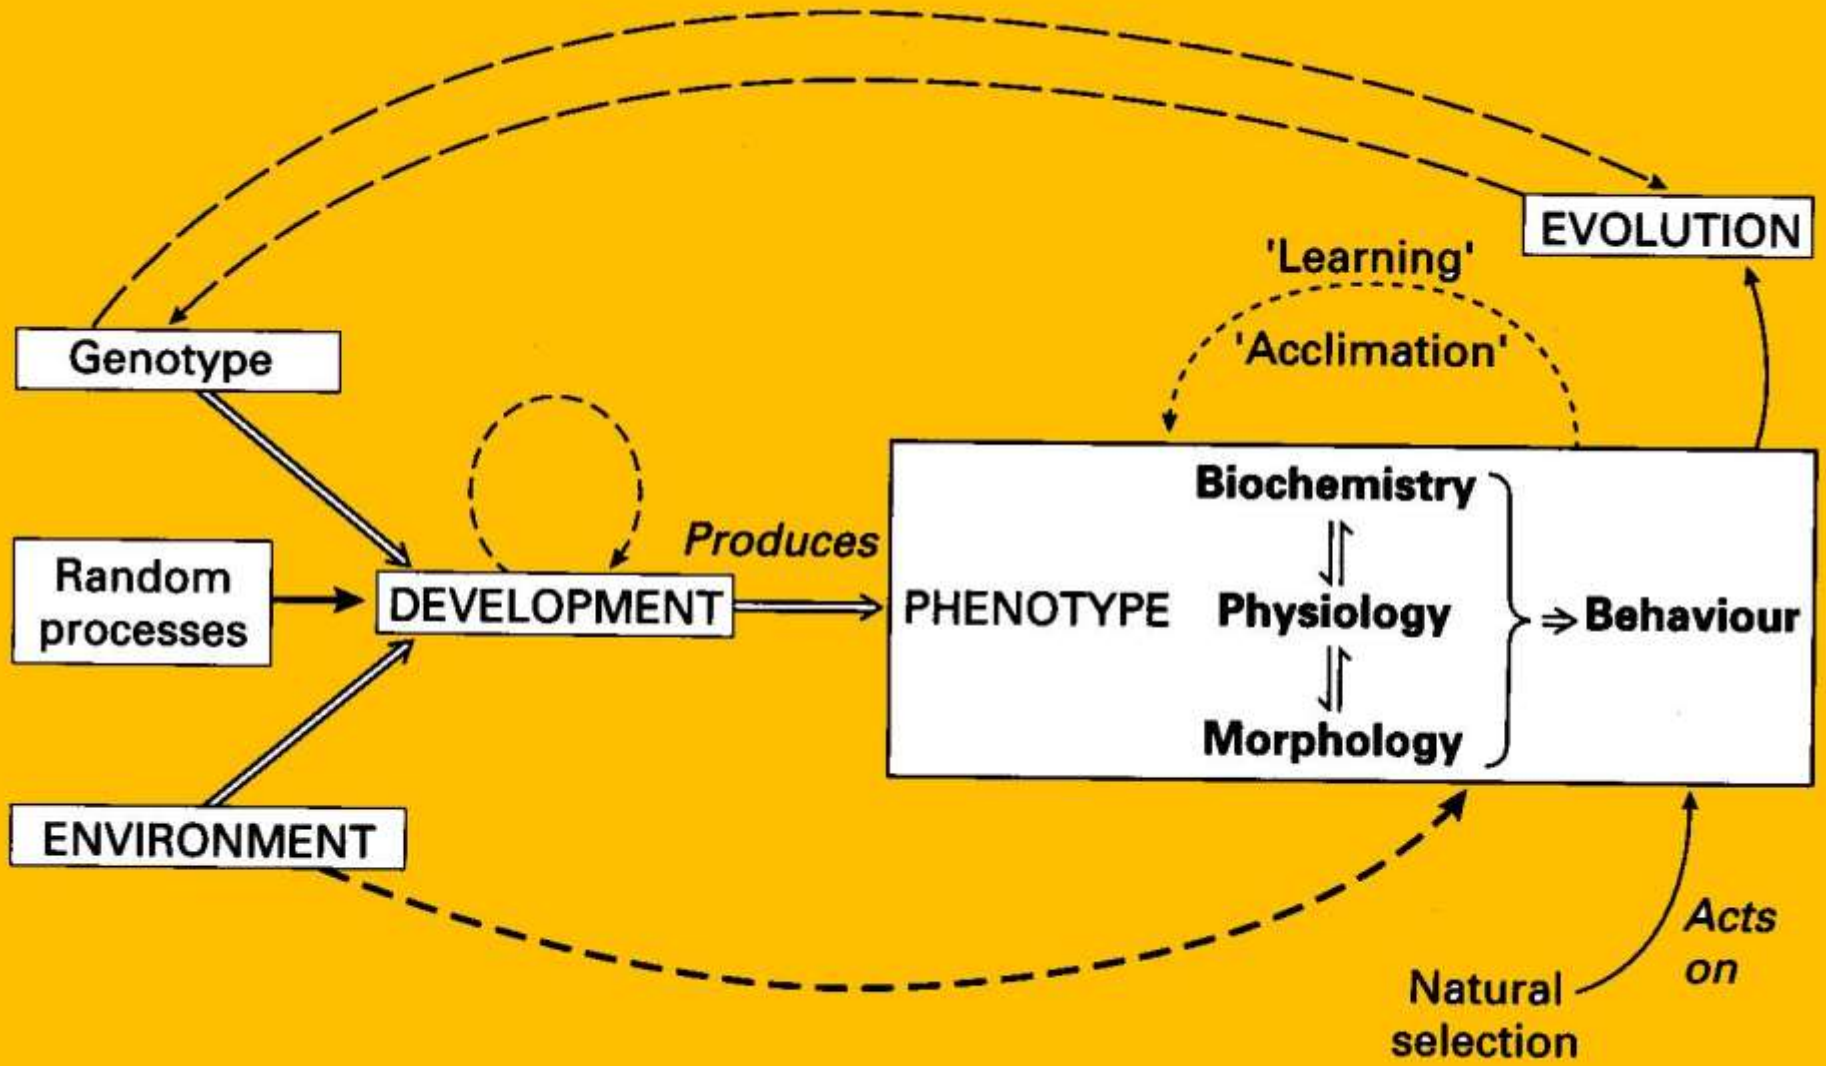 EVOLUTION
'Learning'
'Acclimation'
Genotype
Biochemistry
Produces
Random
processes
DEVELOPMENT
PHENOTYPE
Physiology
Behaviour
Morphology
ENVIRONMENT
Acts
on
Natural
selection